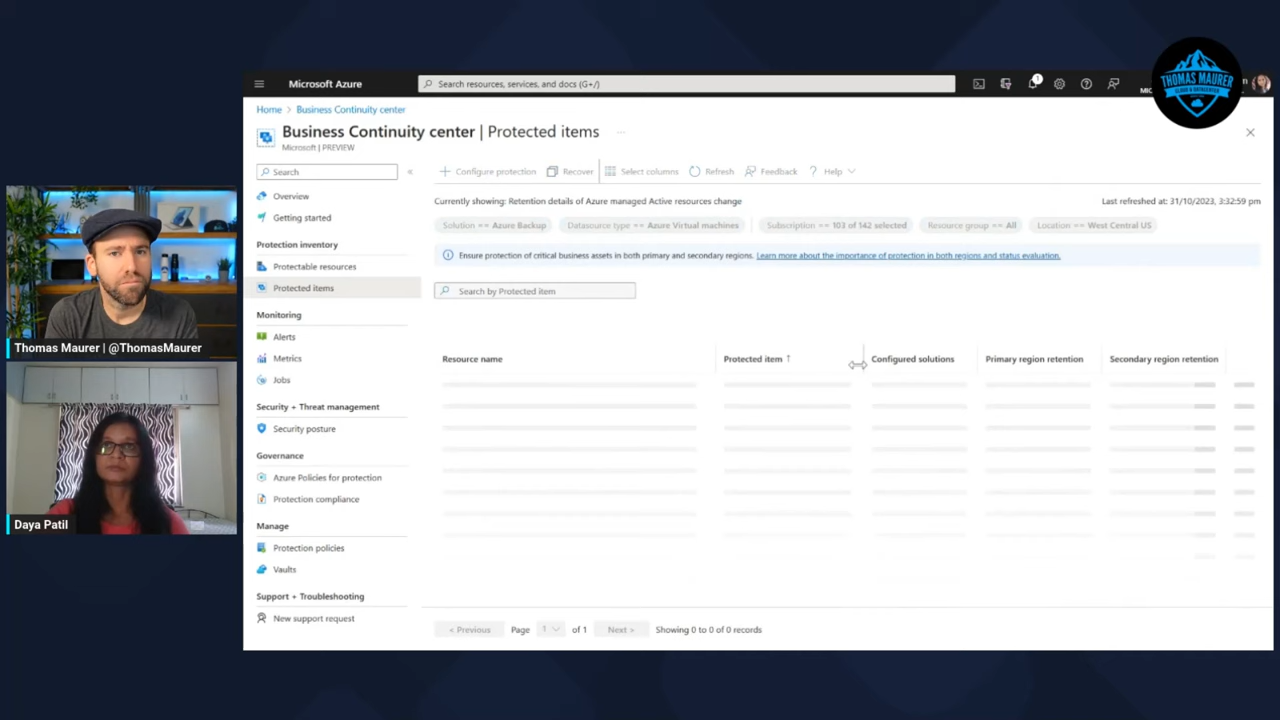 THOMAS MAURER
CLOUD & DATACENTER
Microsoft Azure
Search resources, services, and docs (G+/)
1
Home > Business Continuity center
Business Continuity center | Protected items
...
Microsoft | PREVIEW
Search
«
Configure protection
Recover
Select columns
Refresh
Feedback
? Help
Overview
Getting started
Protection inventory
Protectable resources
Protected items
Monitoring
Alerts
Metrics
Jobs
Security + Threat management
Security posture
Governance
Azure Policies for protection
Protection compliance
Manage
Protection policies
Vaults
Support + Troubleshooting
New support request
Currently showing: Retention details of Azure managed Active resources change
Last refreshed at: 31/10/2023, 3:32:59 PM
Solution == Azure Backup
Datasource type == Azure Virtual machines
Subscription == 103 of 142 selected
Resource group == All
Location == West Central US
Ensure protection of critical business assets in both primary and secondary regions. Learn more about the importance of protection in both regions and status evaluation.
Search by Protected item
Resource name
Protected item ↑
Configured solutions
Primary region retention
Secondary region retention
< Previous
Page
1
of 1
Next >
Showing 0 to 0 of 0 records
Thomas Maurer | @ThomasMaurer
Daya Patil